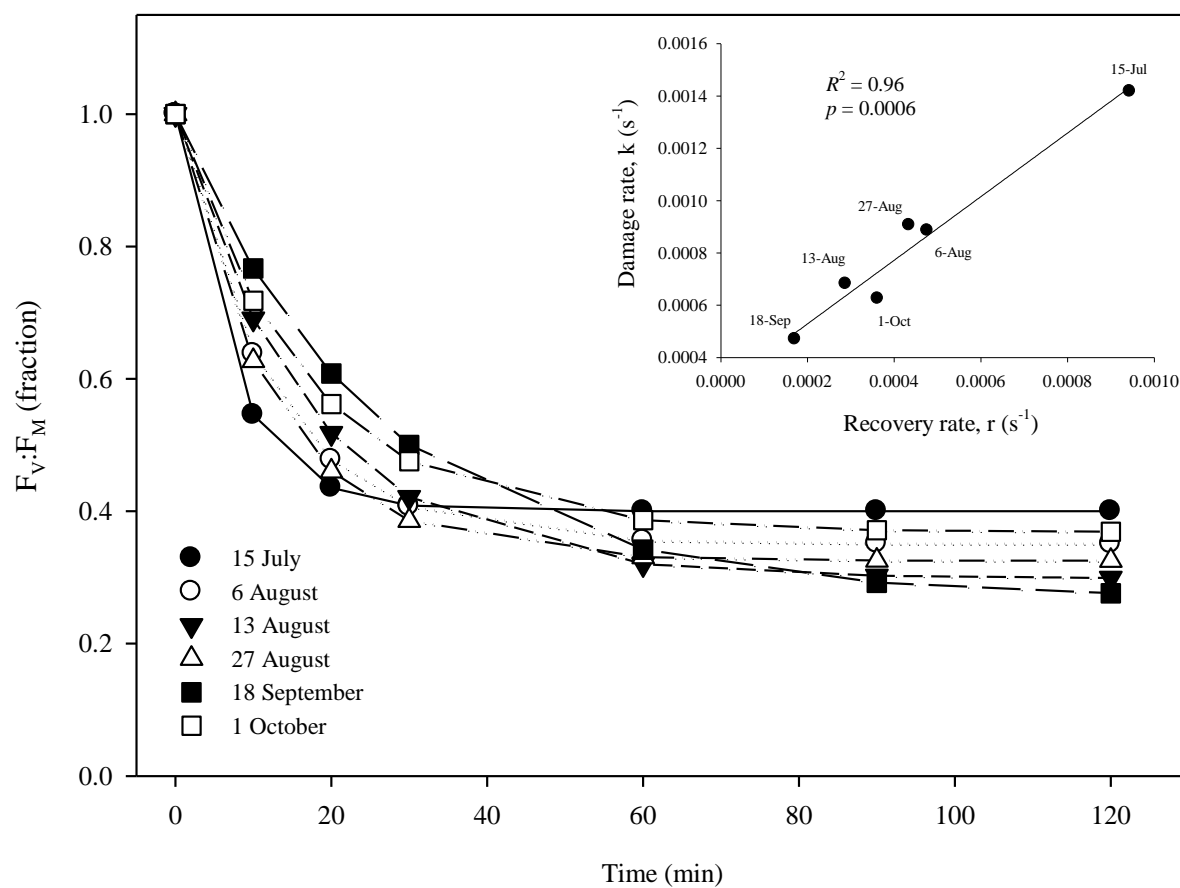 F_V:F_M (fraction)
1.0
0.8
0.6
0.4
0.2
0.0
0
20
40
60
80
100
120
Time (min)
15 July
6 August
13 August
27 August
18 September
1 October
Damage rate, k (s⁻¹)
0.0016
0.0014
0.0012
0.0010
0.0008
0.0006
0.0004
R² = 0.96
p = 0.0006
15-Jul
27-Aug
6-Aug
13-Aug
1-Oct
18-Sep
0.0000
0.0002
0.0004
0.0006
0.0008
0.0010
Recovery rate, r (s⁻¹)